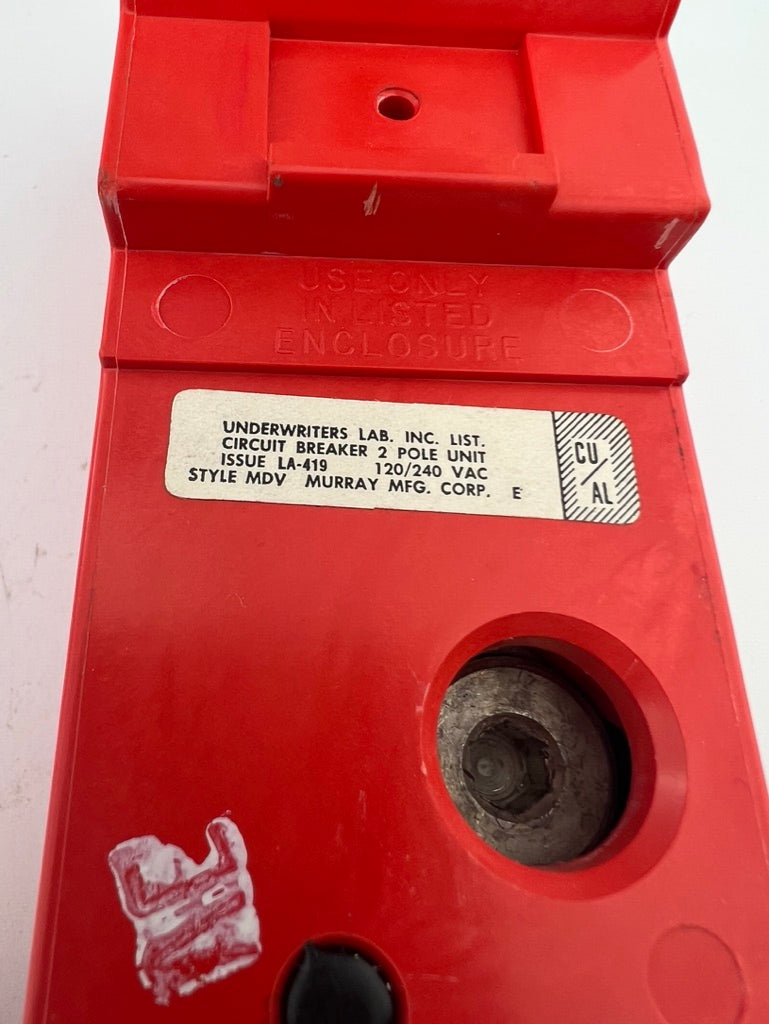 USE ONLY
IN LISTED
ENCLOSURE
UNDERWRITERS LAB. INC. LIST.
CIRCUIT BREAKER 2 POLE UNIT
ISSUE LA-419 120/240 VAC
STYLE MDV MURRAY MFG. CORP. E
CU/AL